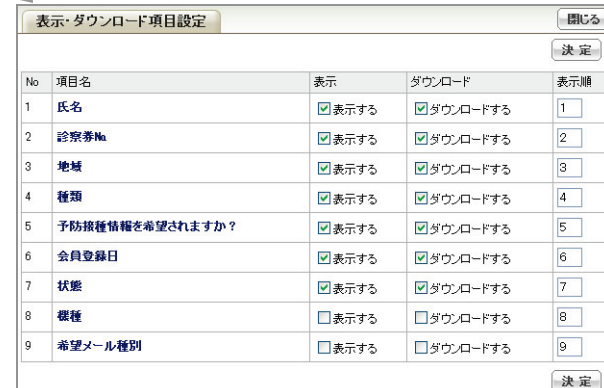 表示・ダウンロード項目設定 閉じる
決 定
No 項目名 表示 ダウンロード 表示順
1 氏名 表示する ダウンロードする 1
2 診察券№ 表示する ダウンロードする 2
3 地域 表示する ダウンロードする 3
4 種類 表示する ダウンロードする 4
5 予防接種情報を希望されますか？ 表示する ダウンロードする 5
6 会員登録日 表示する ダウンロードする 6
7 状態 表示する ダウンロードする 7
8 機種 表示する ダウンロードする 8
9 希望メール種別 表示する ダウンロードする 9
決 定